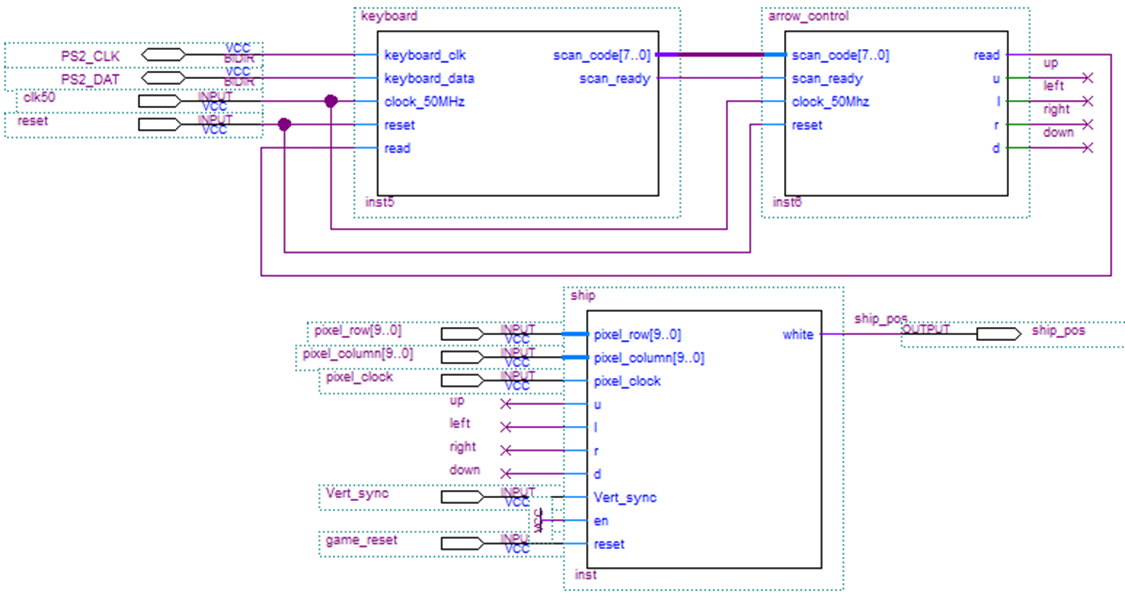 keyboard
PS2_CLK VCC BIDIR
PS2_DAT VCC BIDIR
clk50 INPUT VCC
reset INPUT VCC
keyboard_clk scan_code[7..0]
keyboard_data scan_ready
clock_50MHz
reset
read
inst5
arrow_control
scan_code[7..0] read
scan_ready u
clock_50Mhz l
reset r
d
inst6
up
left
right
down
ship
pixel_row[9..0] INPUT VCC
pixel_column[9..0] INPUT VCC
pixel_clock INPUT VCC
up
left
right
down
Vert_sync INPUT VCC
VCC
game_reset INPUT VCC
pixel_row[9..0] white
pixel_column[9..0]
pixel_clock
u
l
r
d
Vert_sync
en
reset
inst
ship_pos OUTPUT ship_pos